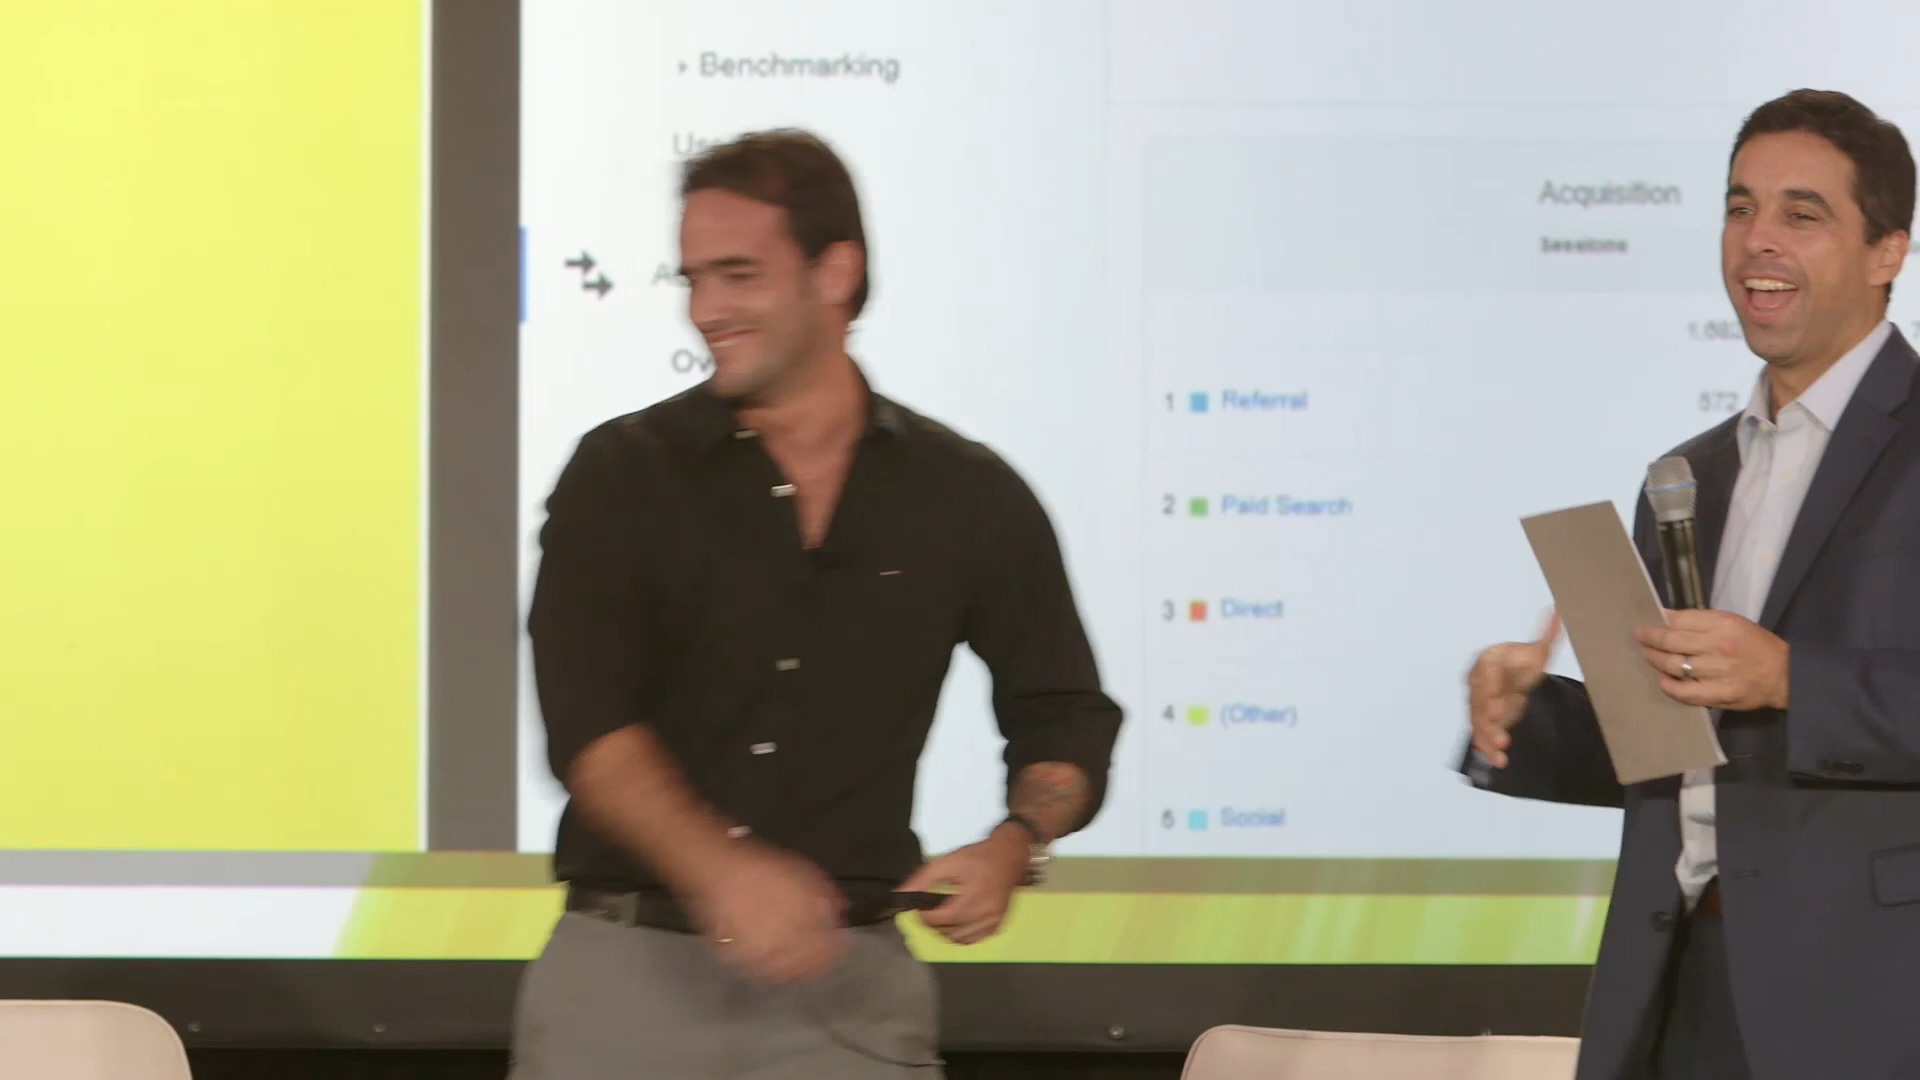 Benchmarking
Acquisition
Sessions
1 Referral
572
2 Paid Search
3 Direct
4 (Other)
5 Social